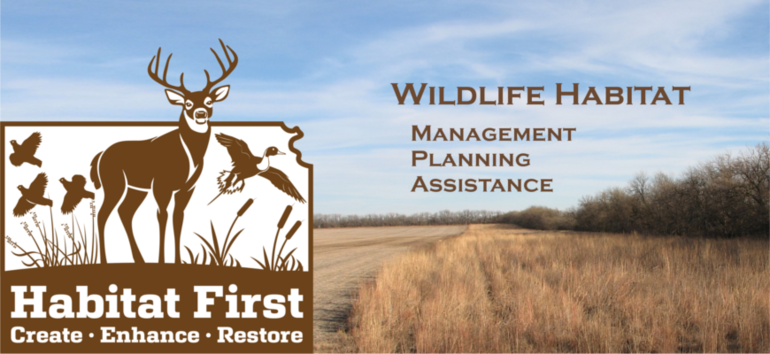 Wildlife Habitat
Management
Planning
Assistance
Habitat First
Create · Enhance · Restore